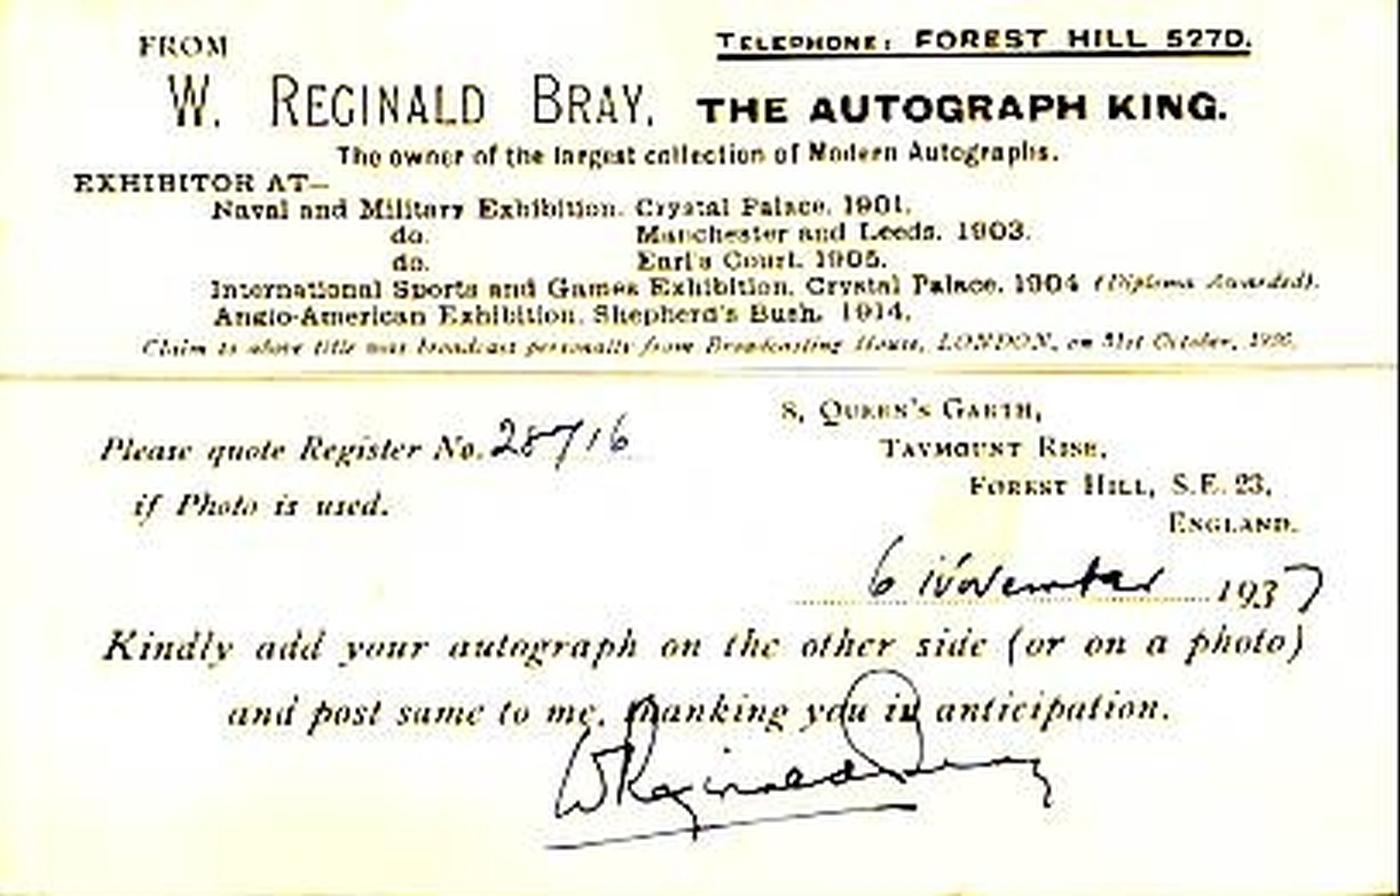 FROM
TELEPHONE: FOREST HILL 5270.
W. REGINALD BRAY, THE AUTOGRAPH KING.
The owner of the largest collection of Modern Autographs.
EXHIBITOR AT—
Naval and Military Exhibition, Crystal Palace, 1901.
do. Manchester and Leeds, 1903.
do. Earl's Court, 1905.
International Sports and Games Exhibition, Crystal Palace, 1904 (Diploma Awarded).
Anglo-American Exhibition, Shepherd's Bush, 1914.
Claim to above title was broadcast personally from Broadcasting House, LONDON, on 31st October,
8, QUEEN'S GARTH,
Please quote Register No. 28716
TAYMOUNT RISE,
if Photo is used.
FOREST HILL, S.E. 23,
ENGLAND.
6 November 1937
Kindly add your autograph on the other side (or on a photo)
and post same to me, thanking you in anticipation.
W Reginald Bray